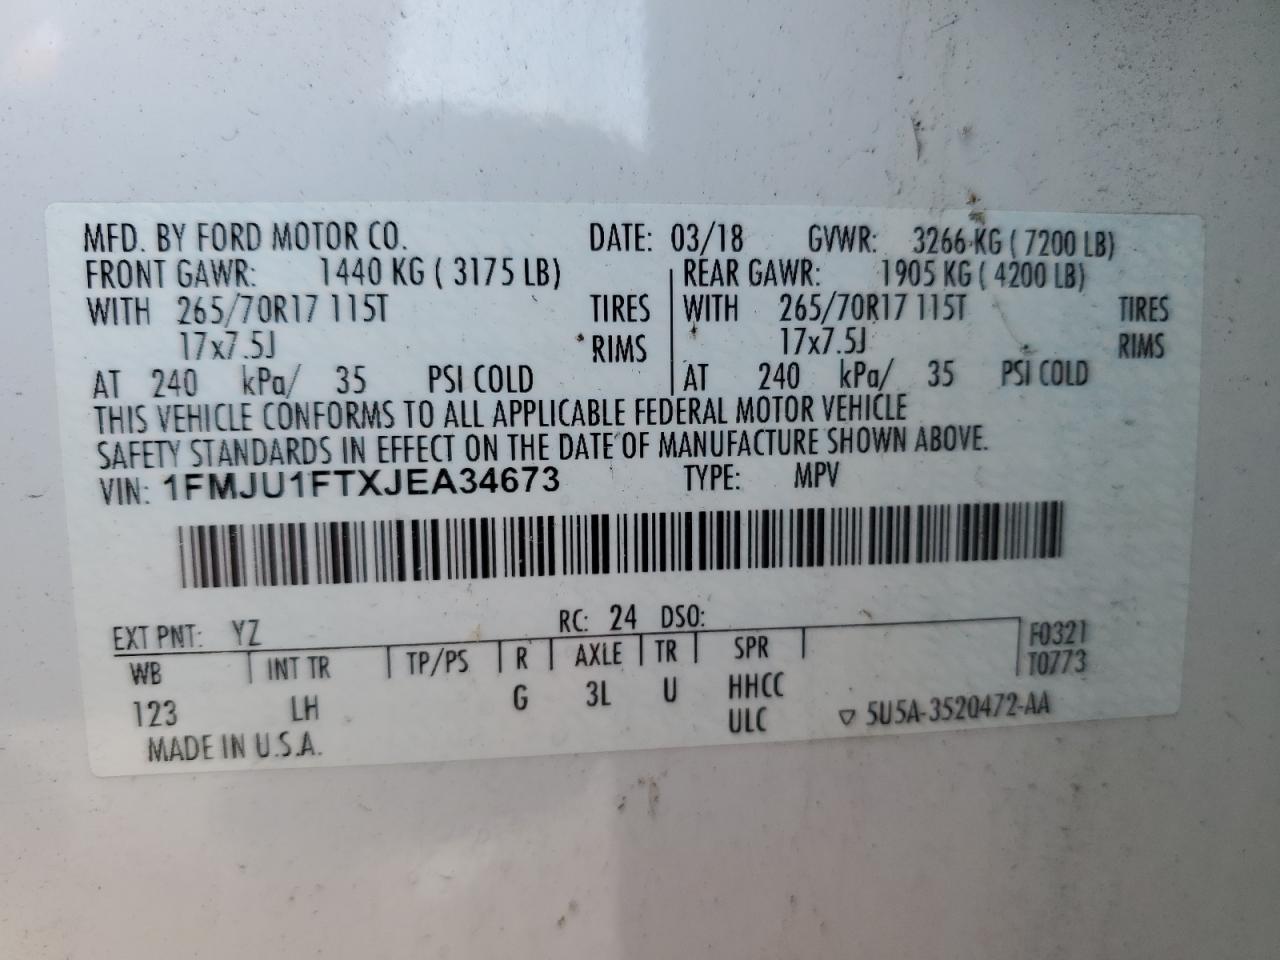 MFD. BY FORD MOTOR CO. DATE: 03/18 GVWR: 3266 KG ( 7200 LB)
FRONT GAWR: 1440 KG ( 3175 LB) REAR GAWR: 1905 KG ( 4200 LB)
WITH 265/70R17 115T TIRES WITH 265/70R17 115T TIRES
17x7.5J RIMS 17x7.5J RIMS
AT 240 kPa/ 35 PSI COLD AT 240 kPa/ 35 PSI COLD
THIS VEHICLE CONFORMS TO ALL APPLICABLE FEDERAL MOTOR VEHICLE
SAFETY STANDARDS IN EFFECT ON THE DATE OF MANUFACTURE SHOWN ABOVE.
VIN: 1FMJU1FTXJEA34673 TYPE: MPV
EXT PNT: YZ RC: 24 DSO: F0321
WB INT TR TP/PS R AXLE TR SPR T0773
123 LH G 3L U HHCC
ULC ▽ 5U5A-3520472-AA
MADE IN U.S.A.